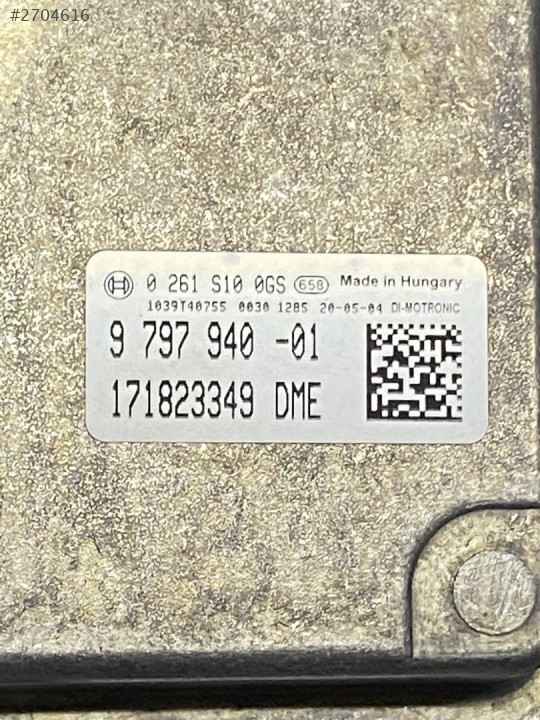 #2704616
0 261 S10 0GS 658 Made in Hungary
1039T40755 0030 1285 20-05-04 DI-MOTRONIC
9 797 940 -01
171823349 DME